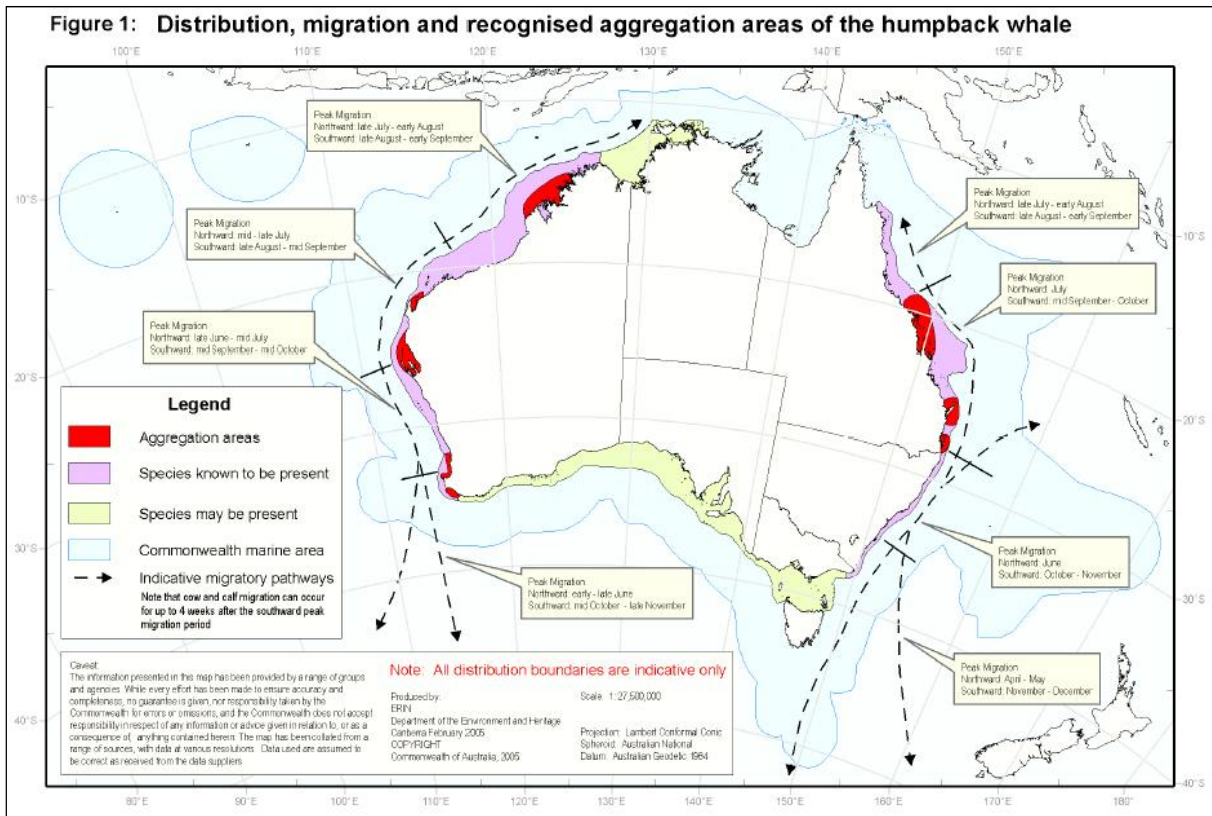 Figure 1: Distribution, migration and recognised aggregation areas of the humpback whale
100°E 110°E 120°E 130°E 140°E 150°E
Peak Migration
Northward: late July - early August
Southward: late August - early September
Peak Migration
Northward: mid - late July
Southward: late August - mid September
Peak Migration
Northward: late June - mid July
Southward: mid September - mid October
Peak Migration
Northward: late July - early August
Southward: late August - early September
Peak Migration
Northward: July
Southward: mid September - October
10°S
20°S
30°S
40°S
10°S
20°S
30°S
40°S
Legend
Aggregation areas
Species known to be present
Species may be present
Commonwealth marine area
Indicative migratory pathways
Note that cow and calf migration can occur
for up to 4 weeks after the southward peak
migration period
Peak Migration
Northward: early - late June
Southward: mid October - late November
Peak Migration
Northward: June
Southward: October - November
Peak Migration
Northward: April - May
Southward: November - December
Caveat:
The information presented in this map has been provided by a range of groups
and agencies. While every effort has been made to ensure accuracy and
completeness, no guarantee is given, nor responsibility taken by the
Commonwealth for errors or omissions, and the Commonwealth does not accept
responsibility in respect of any information or advice given in relation to, or as a
consequence of, anything contained herein. The map has been collated from a
range of sources, with data at various resolutions. Data used are assumed to
be correct as received from the data suppliers.
Note: All distribution boundaries are indicative only
Produced by:
ERIN
Department of the Environment and Heritage
Canberra February 2005
COPYRIGHT
Commonwealth of Australia, 2005
Scale 1:27,500,000
Projection: Lambert Conformal Conic
Spheroid: Australian National
Datum: Australian Geodetic 1984
80°E 90°E 100°E 110°E 120°E 130°E 140°E 150°E 160°E 170°E 180°